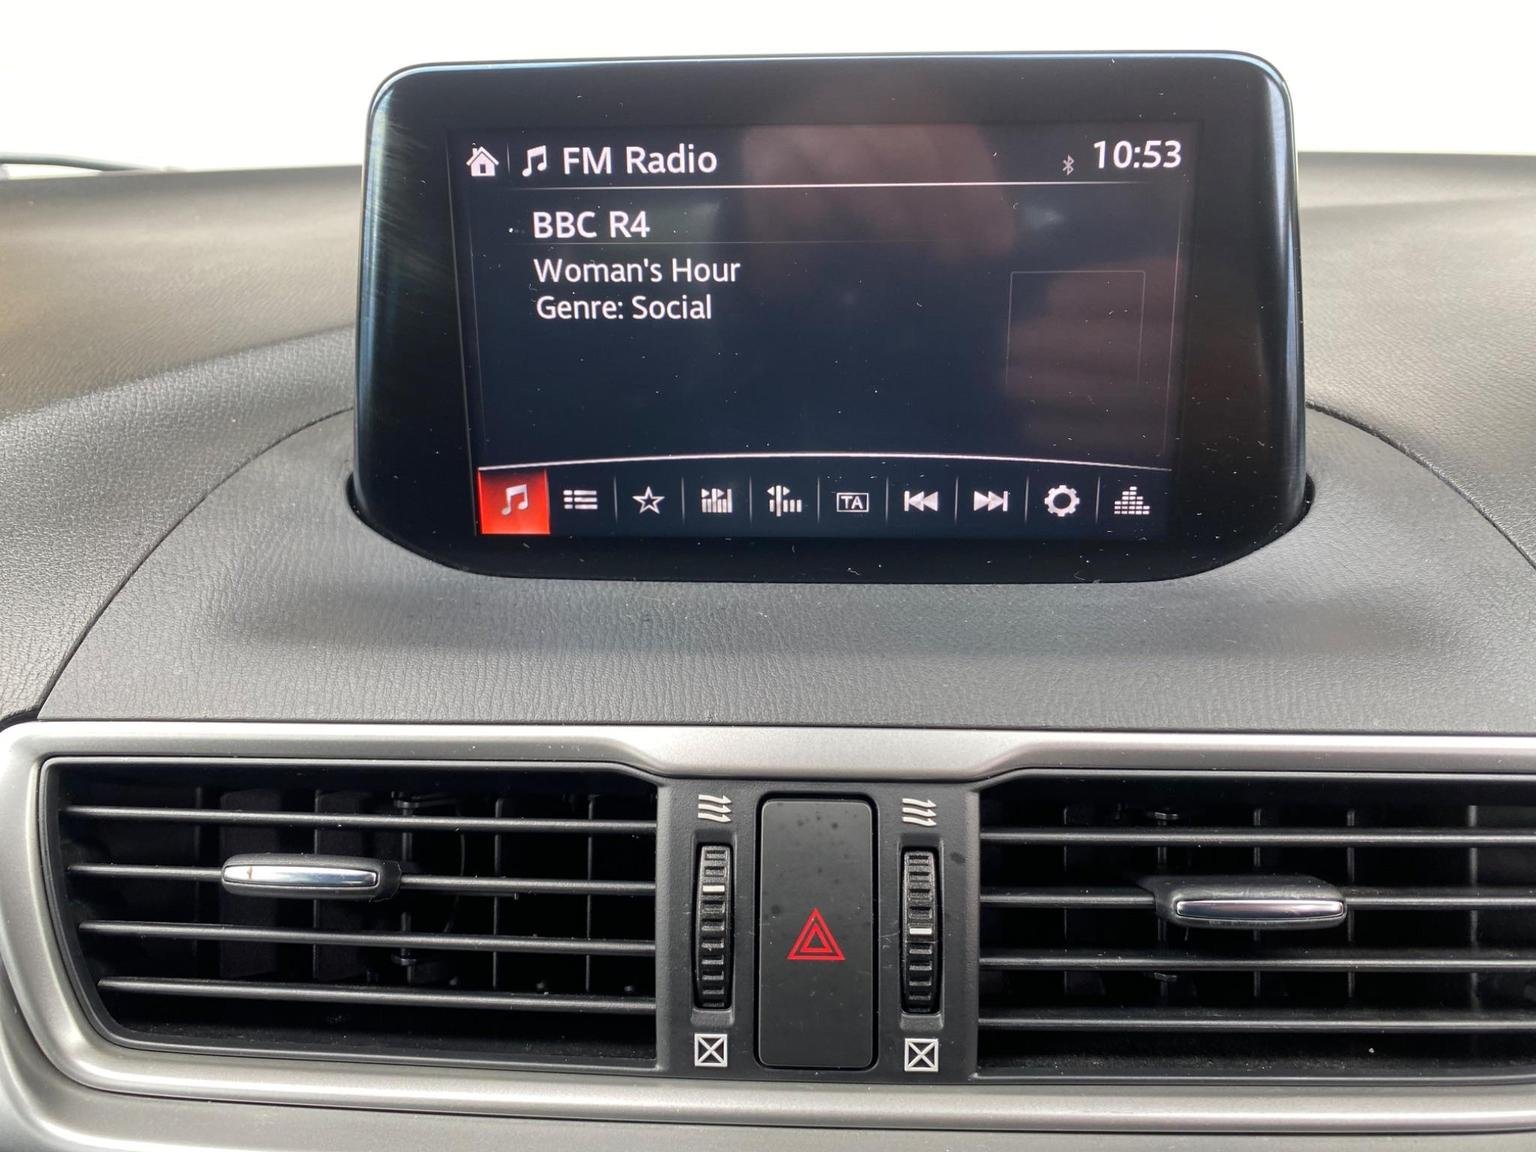 FM Radio
10:53
BBC R4
Woman's Hour
Genre: Social
TA